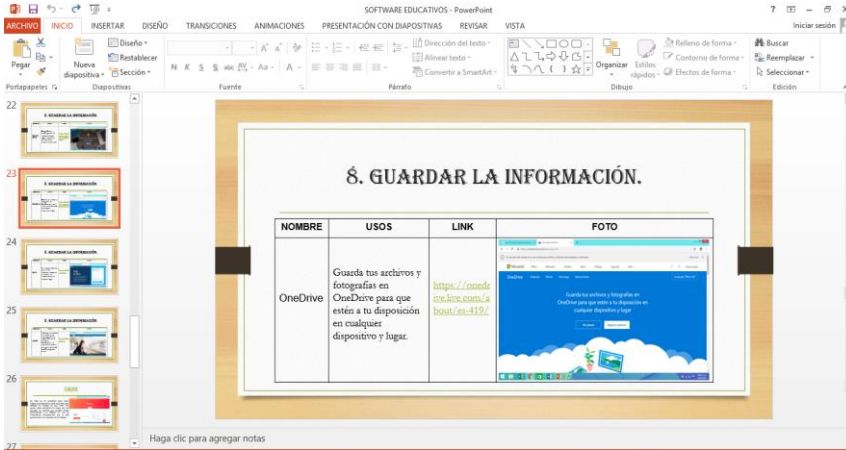 SOFTWARE EDUCATIVOS - PowerPoint
ARCHIVO INICIO INSERTAR DISEÑO TRANSICIONES ANIMACIONES PRESENTACIÓN CON DIAPOSITIVAS REVISAR VISTA Iniciar sesión
Pegar
Nueva
diapositiva
Diseño
Restablecer
Sección
N K S S abc AV Aa A
Dirección del texto
Alinear texto
Convertir a SmartArt
Organizar
Estilos
rápidos
Relleno de forma
Contorno de forma
Efectos de forma
Buscar
Reemplazar
Seleccionar
Portapapeles Diapositivas Fuente Párrafo Dibujo Edición
22
23
24
25
26
27
8. GUARDAR LA INFORMACIÓN.
NOMBRE USOS LINK FOTO
OneDrive
Guarda tus archivos y
fotografías en
OneDrive para que
estén a tu disposición
en cualquier
dispositivo y lugar.
https://onedr
ive.live.com/a
bout/es-419/
Microsoft
OneDrive
Guarda tus archivos y fotografías en
OneDrive para que estén a tu disposición en
cualquier dispositivo y lugar
Haga clic para agregar notas